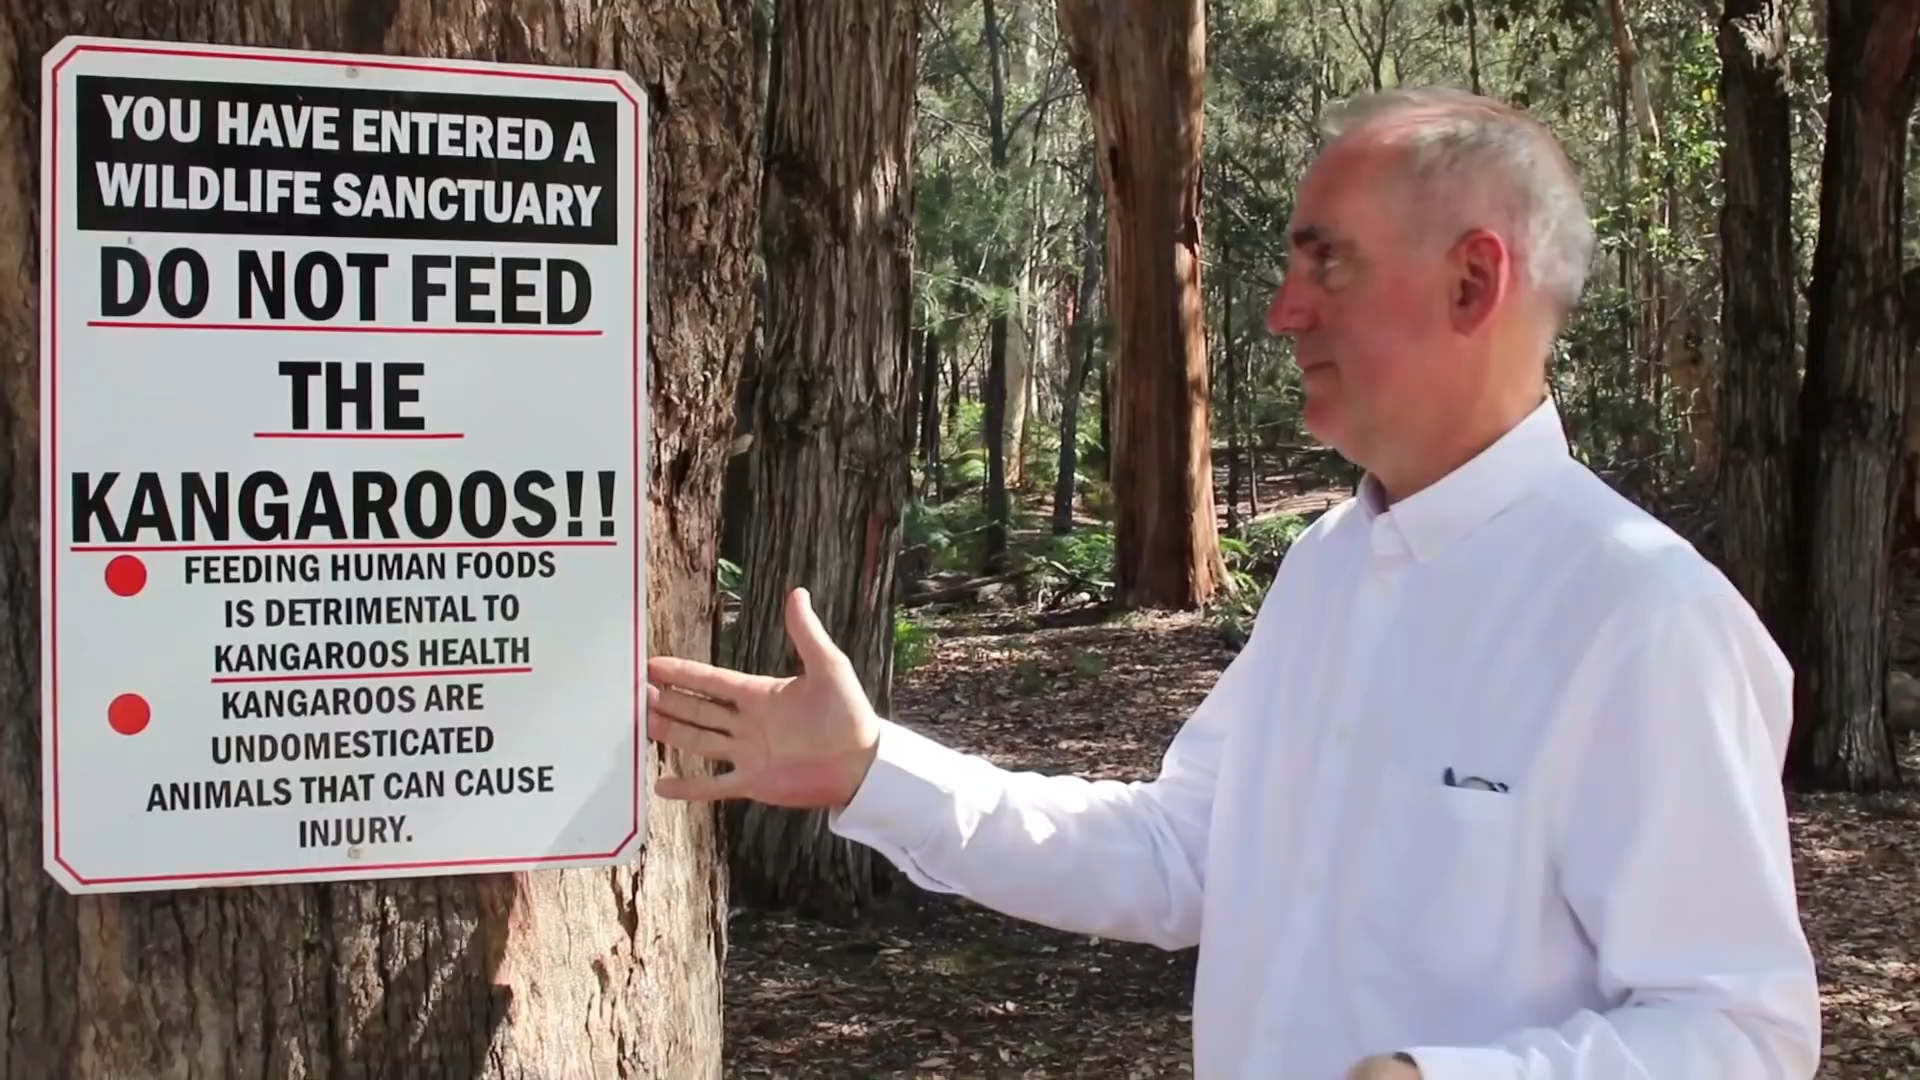 YOU HAVE ENTERED A
WILDLIFE SANCTUARY
DO NOT FEED
THE
KANGAROOS!!
FEEDING HUMAN FOODS
IS DETRIMENTAL TO
KANGAROOS HEALTH
KANGAROOS ARE
UNDOMESTICATED
ANIMALS THAT CAN CAUSE
INJURY.